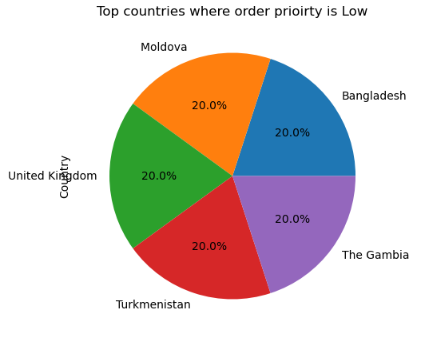 Top countries where order prioirty is Low
Moldova
Bangladesh
20.0%
20.0%
United Kingdom
Country
20.0%
20.0%
20.0%
The Gambia
Turkmenistan